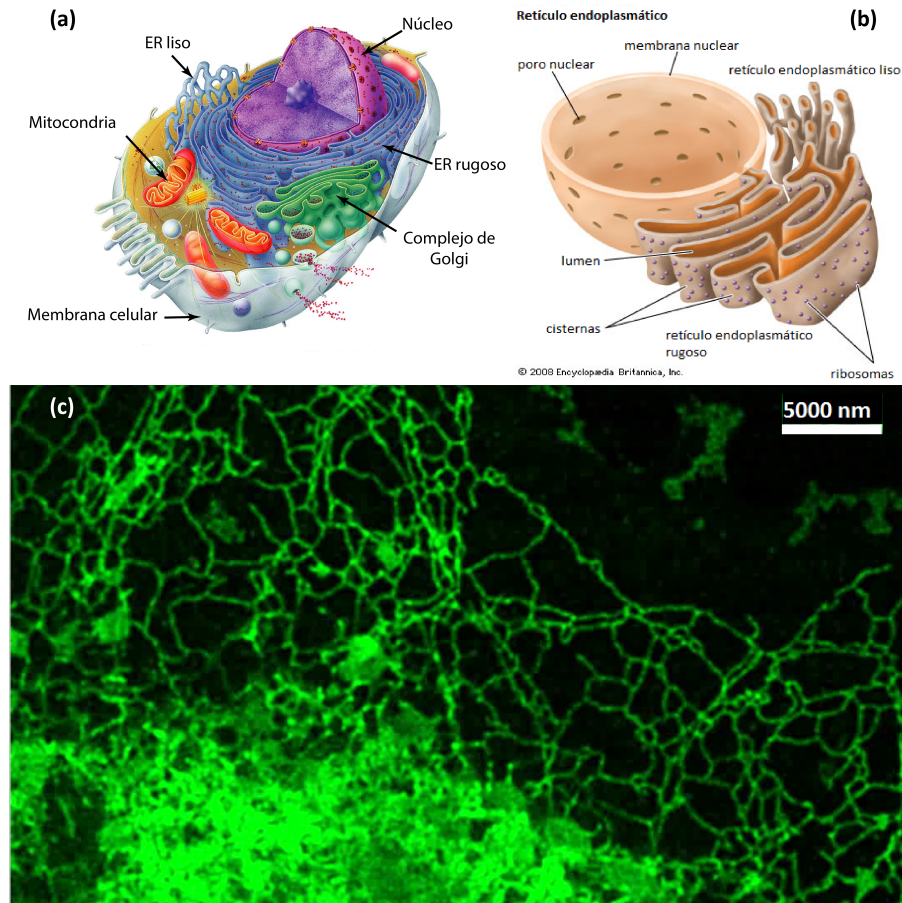 (a)
Núcleo
ER liso
Mitocondria
ER rugoso
Complejo de
Golgi
Membrana celular
Retículo endoplasmático
(b)
membrana nuclear
poro nuclear
retículo endoplasmático liso
lumen
cisternas
retículo endoplasmático
rugoso
ribosomas
© 2008 Encyclopædia Britannica, Inc.
(c)
5000 nm